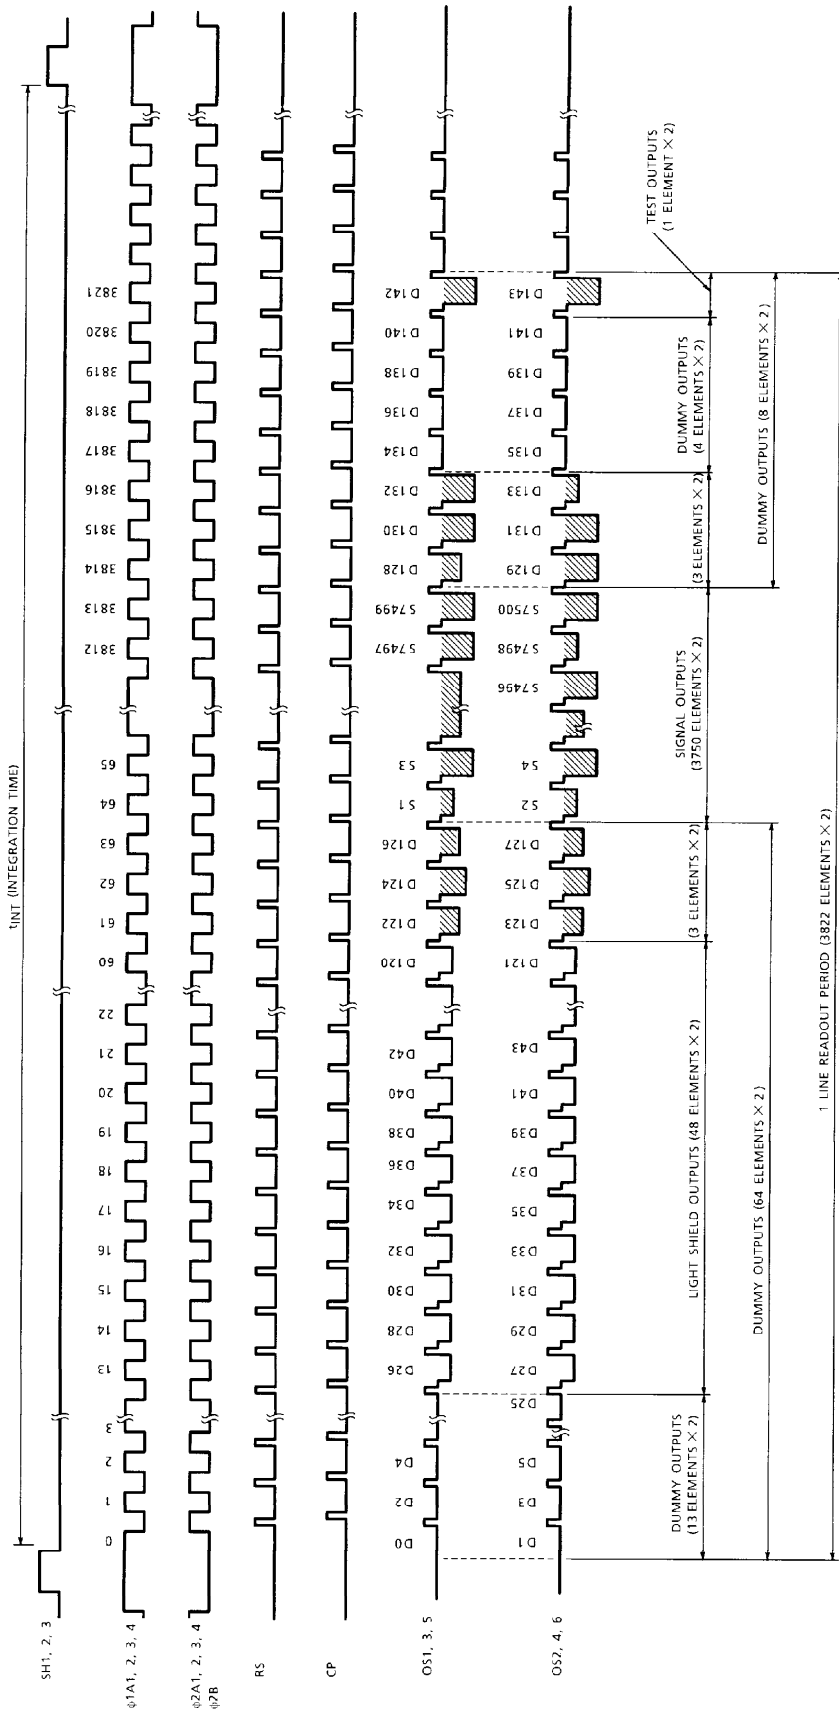 tINT (INTEGRATION TIME)
SH1, 2, 3
φ1A1, 2, 3, 4
0 1 2 3 13 14 15 16 17 18 19 20 21 22 60 61 62 63 64 65 3812 3813 3814 3815 3816 3817 3818 3819 3820 3821
φ2A1, 2, 3, 4
φ2B
RS
CP
OS1, 3, 5
D0 D2 D4 D26 D28 D30 D32 D34 D36 D38 D40 D42 D120 D122 D124 D126 S1 S3 S7497 S7499 D128 D130 D132 D134 D136 D138 D140 D142
OS2, 4, 6
D1 D3 D5 D25 D27 D29 D31 D33 D35 D37 D39 D41 D43 D121 D123 D125 D127 S2 S4 S7496 S7498 S7500 D129 D131 D133 D135 D137 D139 D141 D143
TEST OUTPUTS
(1 ELEMENT × 2)
DUMMY OUTPUTS
(13 ELEMENTS × 2)
LIGHT SHIELD OUTPUTS (48 ELEMENTS × 2)
(3 ELEMENTS × 2)
SIGNAL OUTPUTS
(3750 ELEMENTS × 2)
(3 ELEMENTS × 2)
DUMMY OUTPUTS
(4 ELEMENTS × 2)
DUMMY OUTPUTS (64 ELEMENTS × 2)
DUMMY OUTPUTS (8 ELEMENTS × 2)
1 LINE READOUT PERIOD (3822 ELEMENTS × 2)